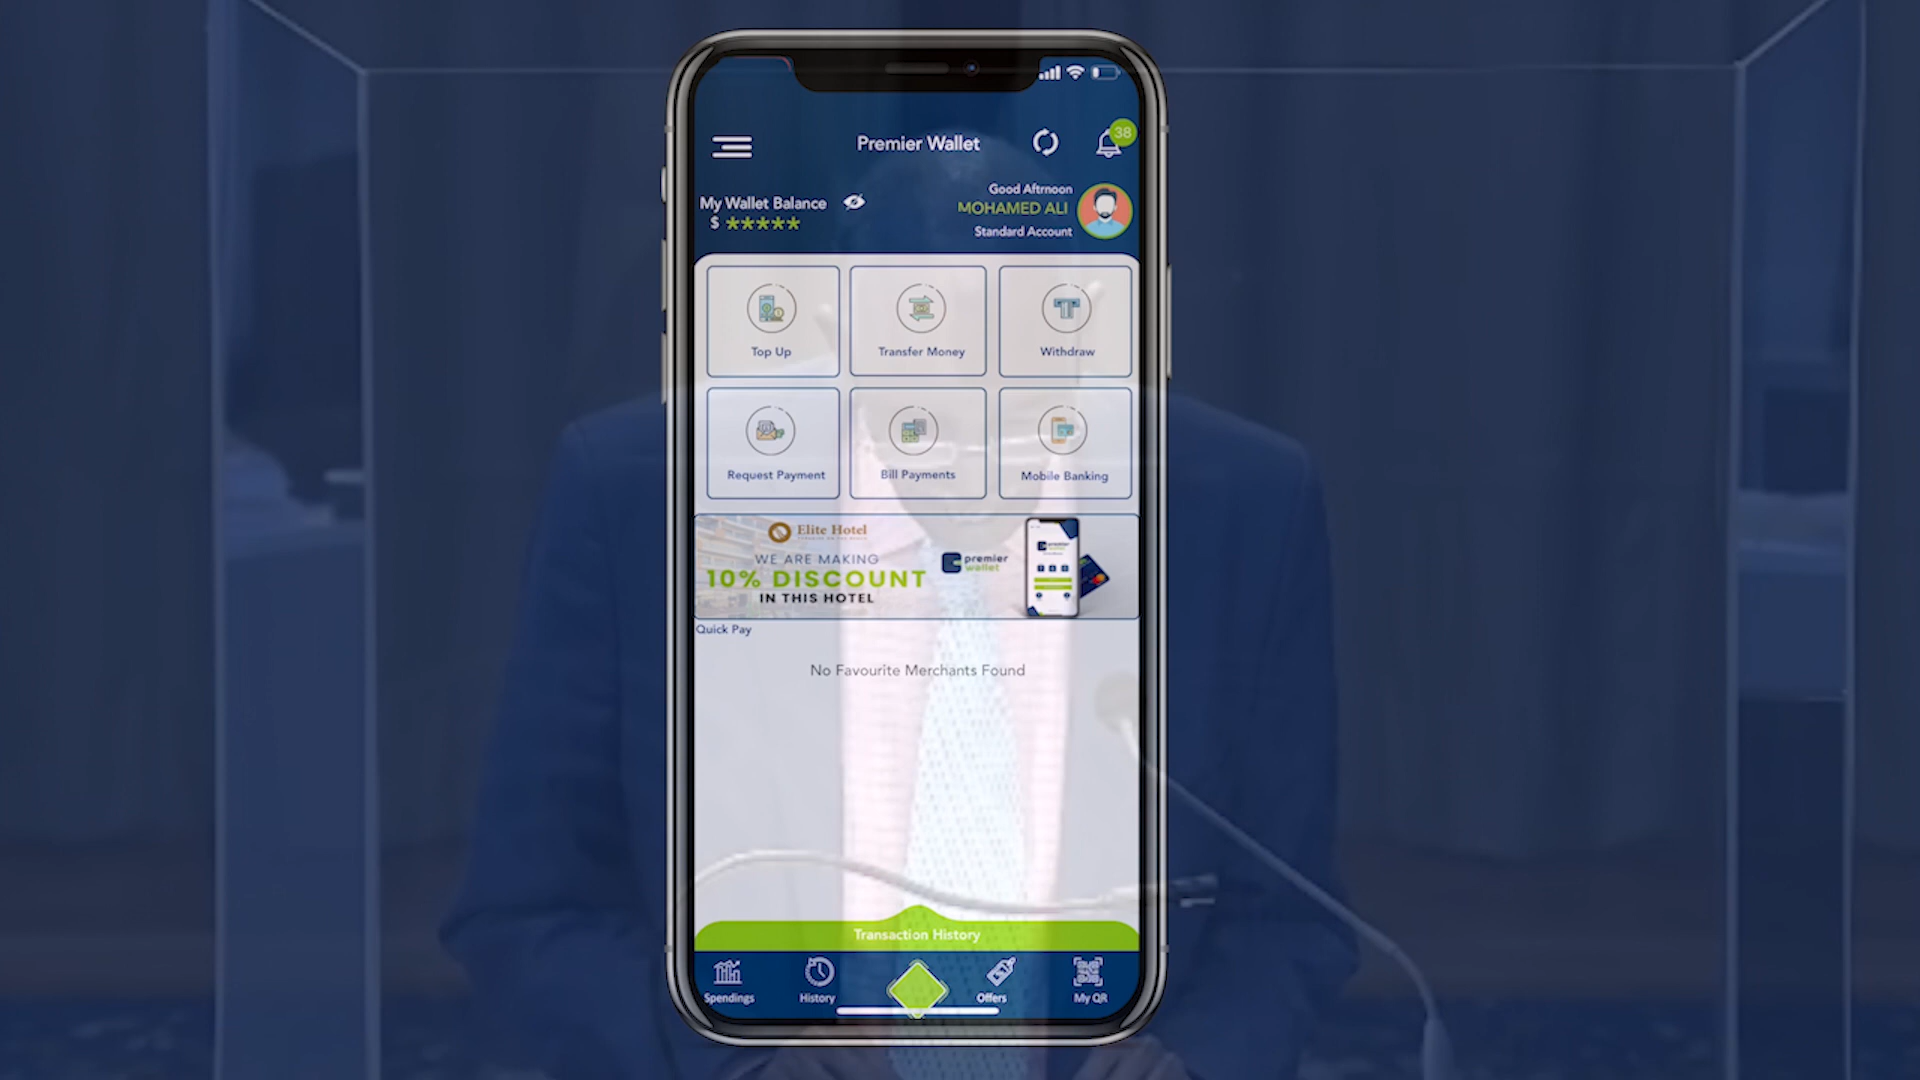 Premier Wallet
38
My Wallet Balance
$ *****
Good Aftrnoon
MOHAMED ALI
Standard Account
Top Up
Transfer Money
Withdraw
Request Payment
Bill Payments
Mobile Banking
Elite Hotel
WE ARE MAKING
10% DISCOUNT
IN THIS HOTEL
premier
wallet
Quick Pay
No Favourite Merchants Found
Transaction History
Spendings
History
Offers
My QR